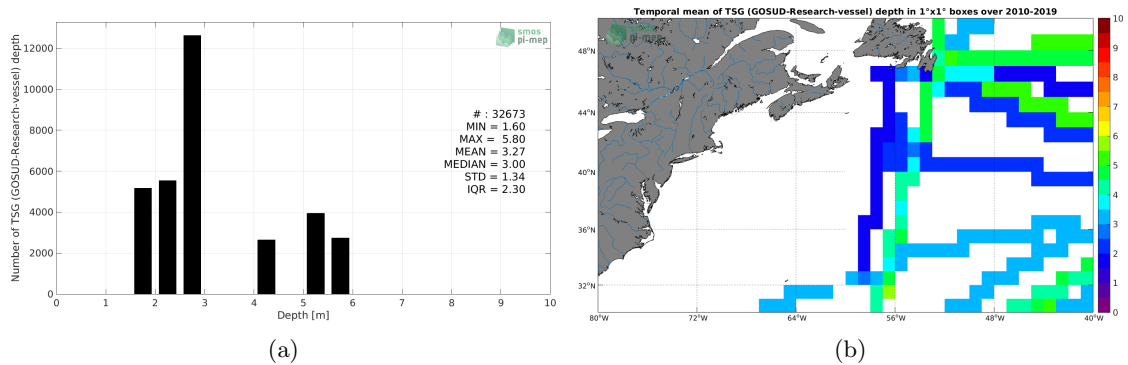 Number of TSG (GOSUD-Research-vessel) depth
12000
10000
8000
6000
4000
2000
0
0 1 2 3 4 5 6 7 8 9 10
Depth [m]
smos
pi-mep
# : 32673
MIN = 1.60
MAX = 5.80
MEAN = 3.27
MEDIAN = 3.00
STD = 1.34
IQR = 2.30
(a)
Temporal mean of TSG (GOSUD-Research-vessel) depth in 1°x1° boxes over 2010-2019
smos
pi-mep
48°N
44°N
40°N
36°N
32°N
80°W 72°W 64°W 56°W 48°W 40°W
10
9
8
7
6
5
4
3
2
1
0
(b)